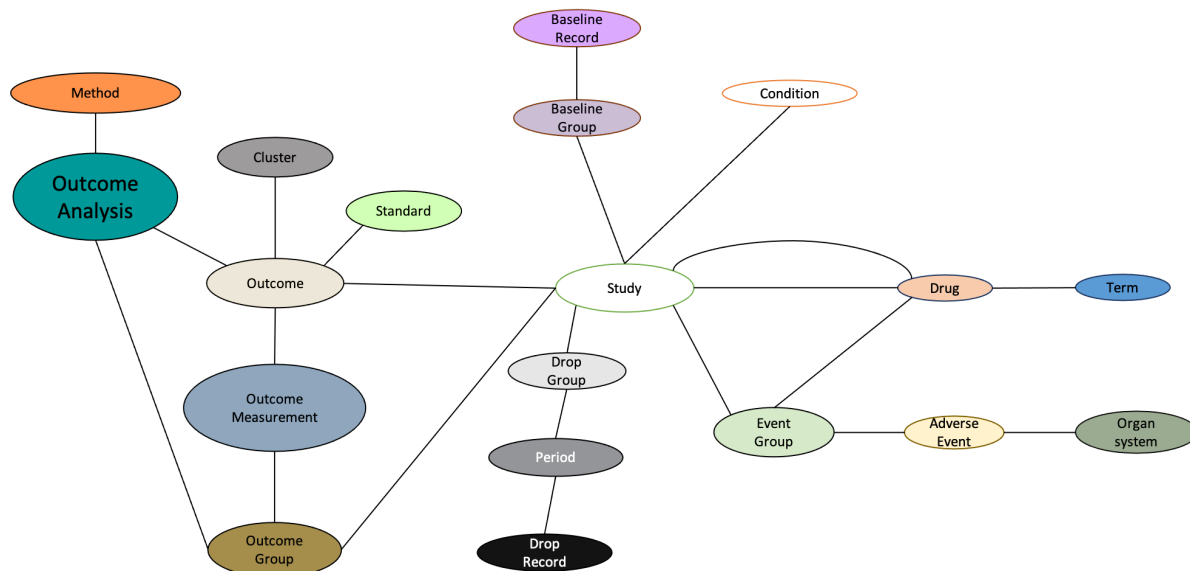 Baseline
Record
Method
Condition
Baseline
Group
Cluster
Outcome
Analysis
Standard
Outcome
Study
Drug
Term
Drop
Group
Outcome
Measurement
Event
Group
Adverse
Event
Organ
system
Period
Outcome
Group
Drop
Record